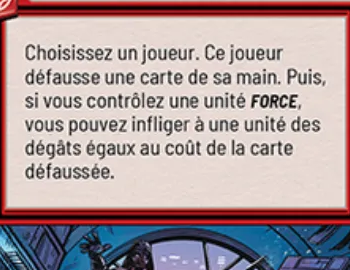 Choisissez un joueur. Ce joueur
défausse une carte de sa main. Puis,
si vous contrôlez une unité FORCE,
vous pouvez infliger à une unité des
dégâts égaux au coût de la carte
défaussée.